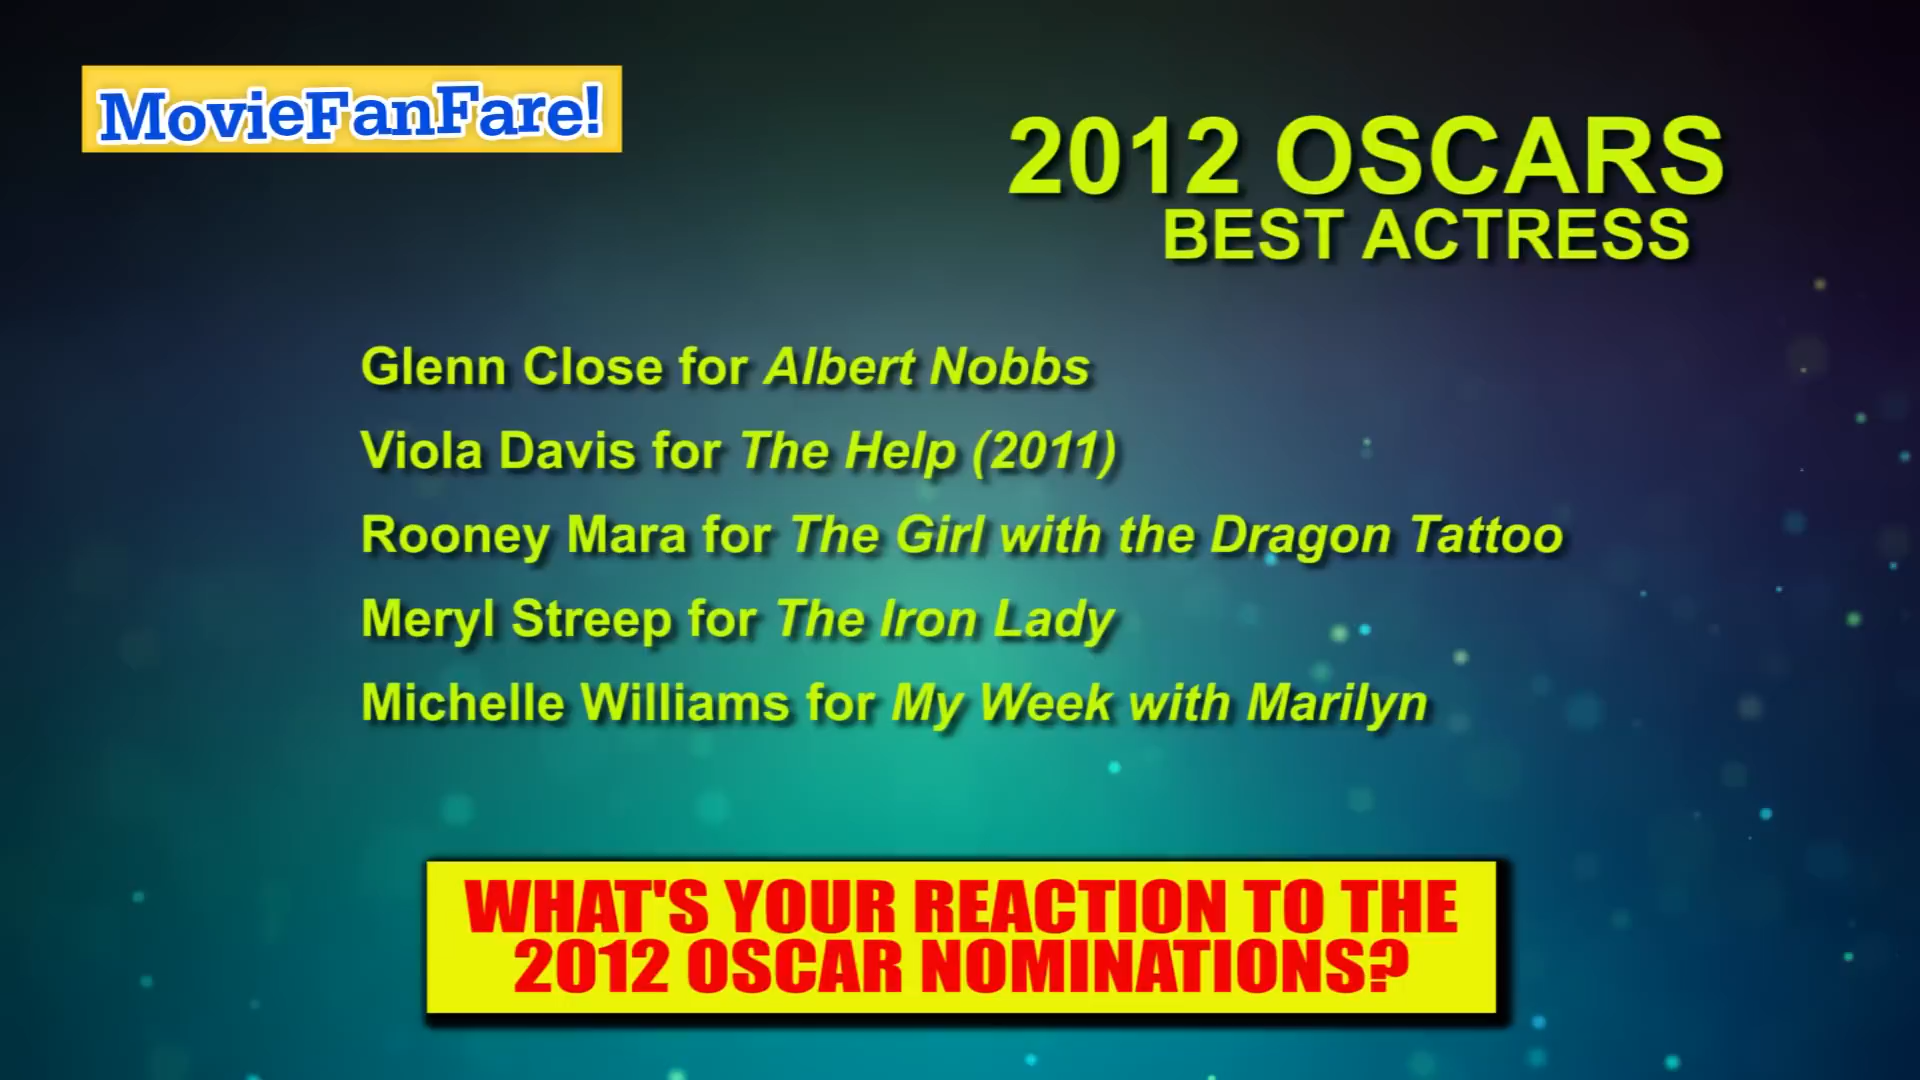 MovieFanFare!
2012 OSCARS
BEST ACTRESS
Glenn Close for Albert Nobbs
Viola Davis for The Help (2011)
Rooney Mara for The Girl with the Dragon Tattoo
Meryl Streep for The Iron Lady
Michelle Williams for My Week with Marilyn
WHAT'S YOUR REACTION TO THE
2012 OSCAR NOMINATIONS?